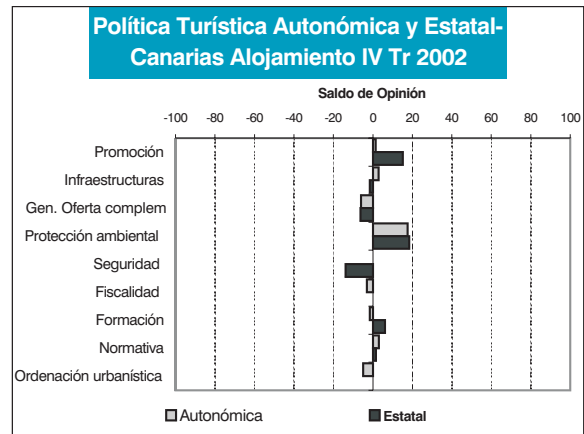 Política Turística Autonómica y Estatal-
Canarias Alojamiento IV Tr 2002
Saldo de Opinión
-100 -80 -60 -40 -20 0 20 40 60 80 100
Promoción
Infraestructuras
Gen. Oferta complem
Protección ambiental
Seguridad
Fiscalidad
Formación
Normativa
Ordenación urbanística
Autonómica Estatal